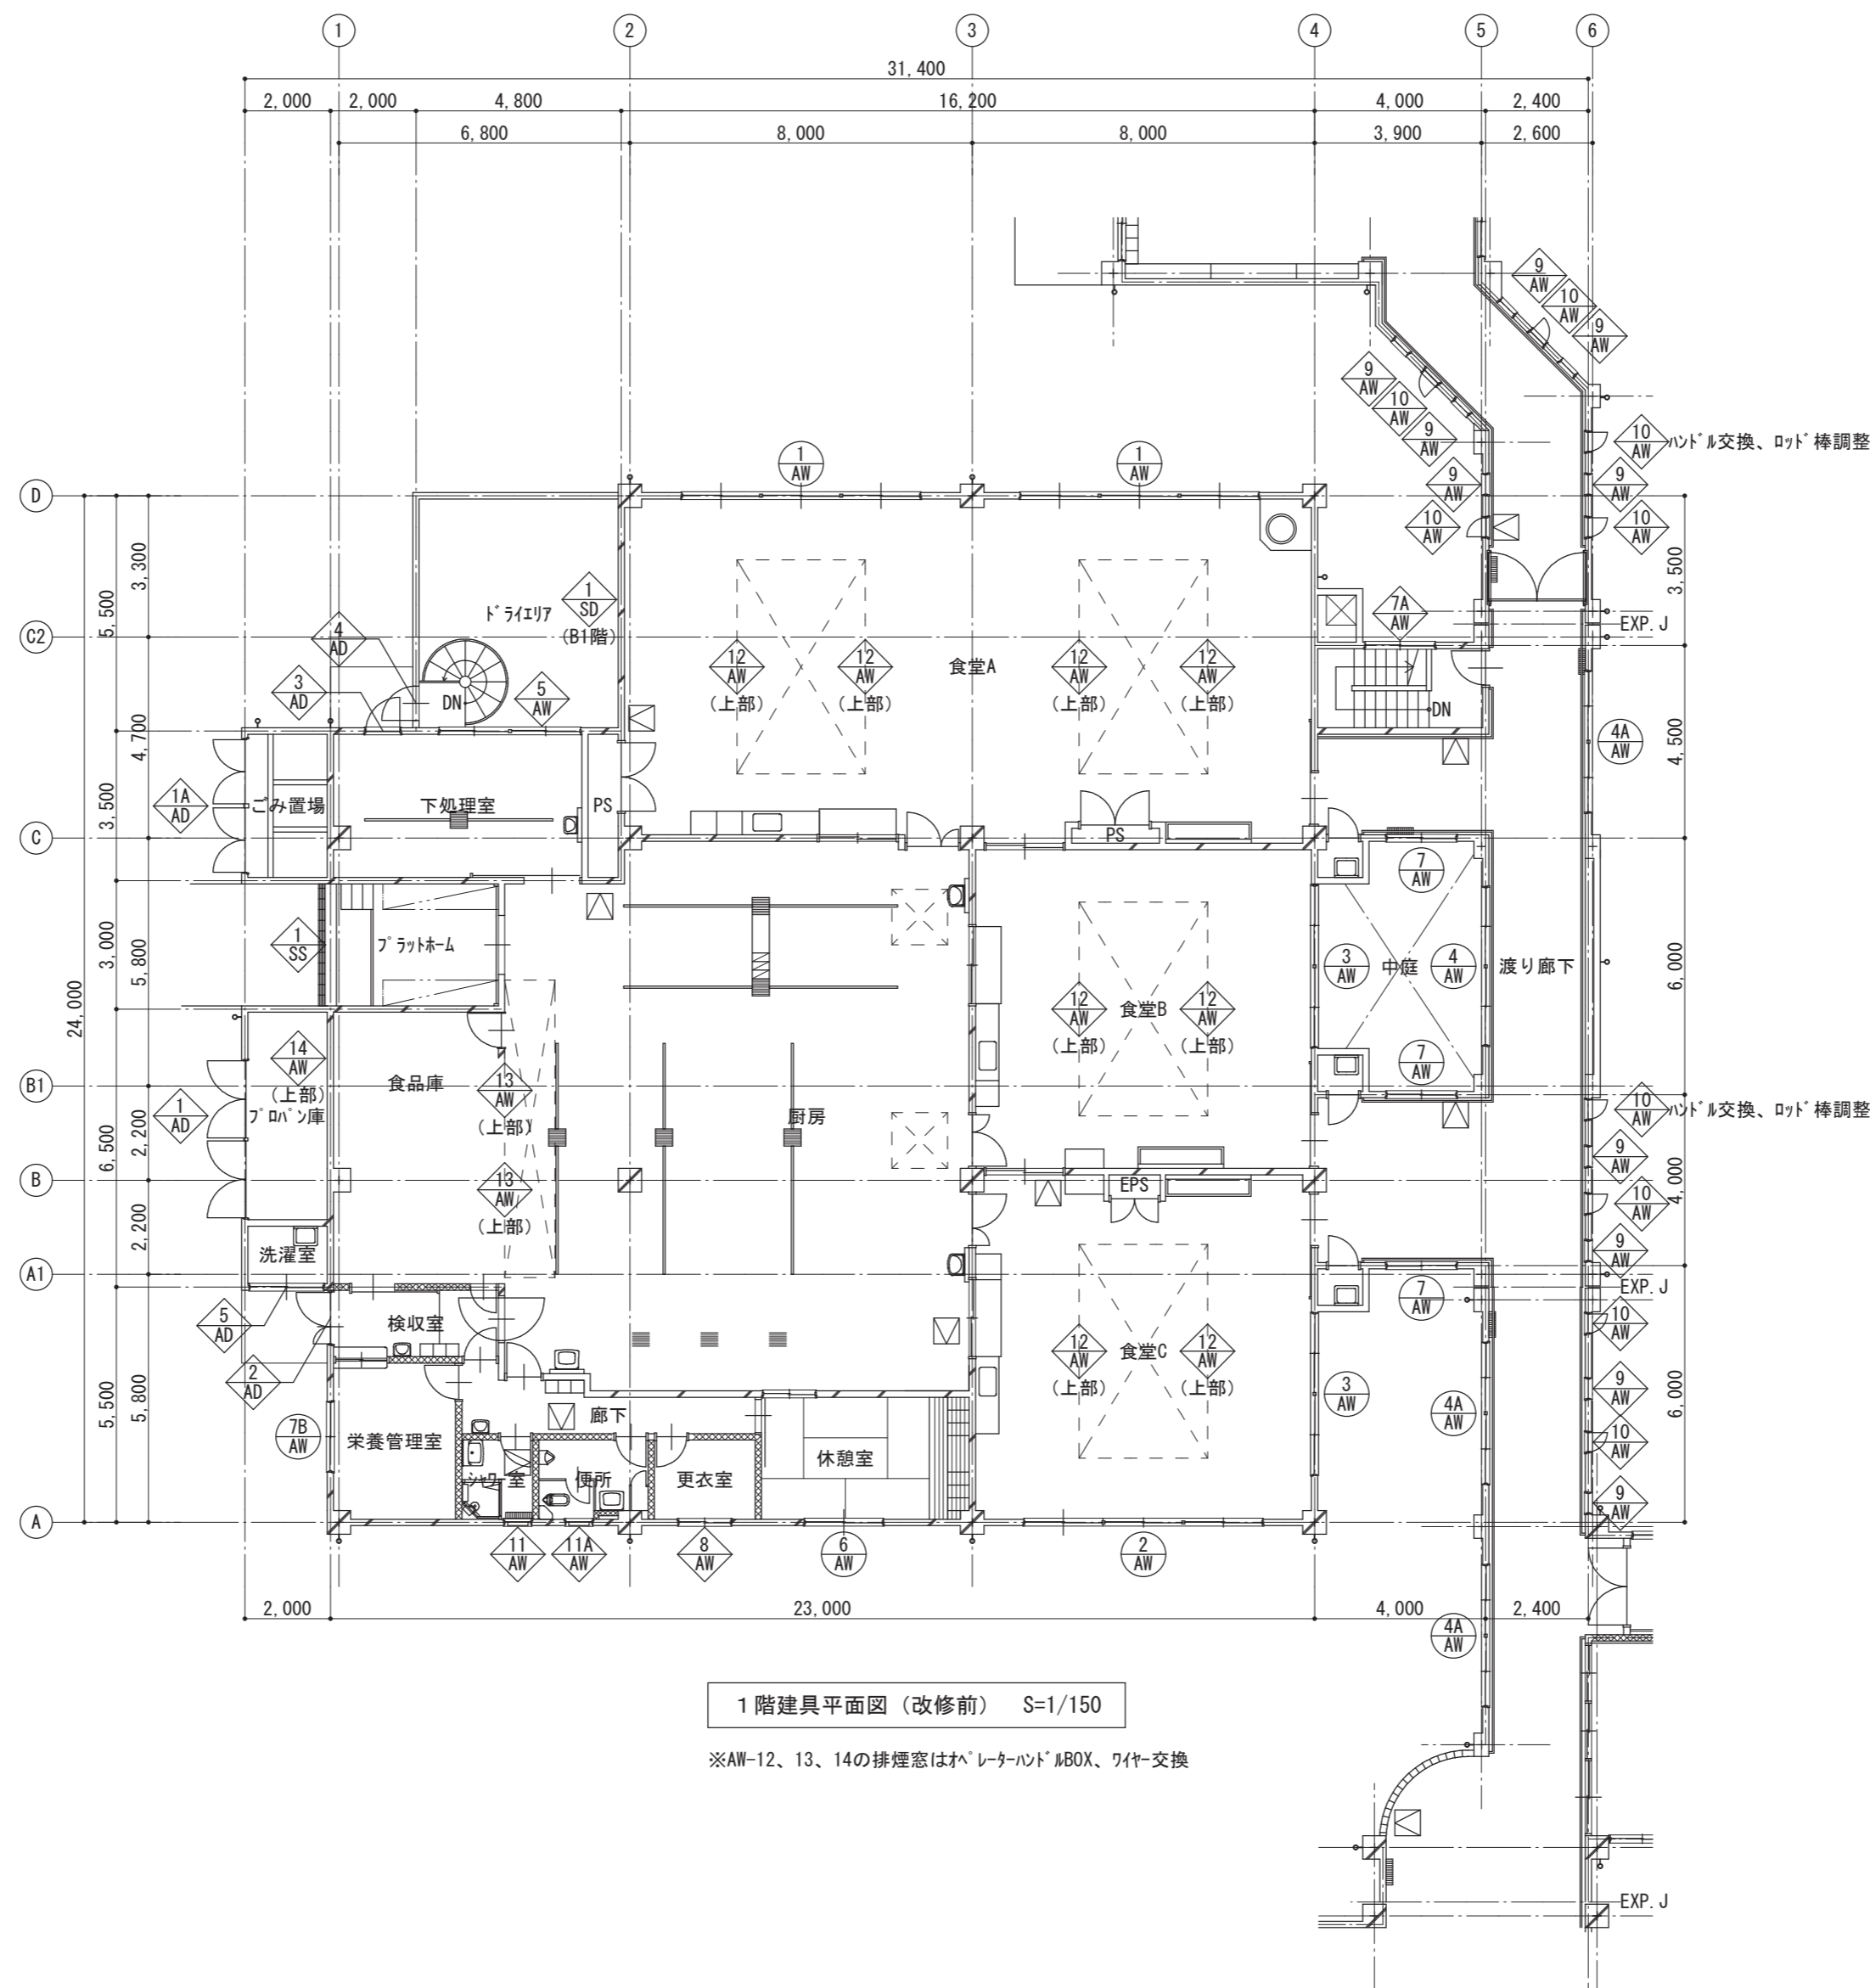 1 2 3 4 5 6
31,400
2,000 2,000 4,800 16,200 4,000 2,400
6,800 8,000 8,000 3,900 2,600
9
AW
10
AW
9
AW
9
AW
10
AW
9
AW
10
AW
ハンドル交換、ロッド棒調整
1
AW
1
AW
9
AW
9
AW
10
AW
10
AW
D
3,300
5,500
3,500
ドライエリア
1
SD
(B1階)
7A
AW
EXP.J
C2
4
AD
12
AW
(上部)
12
AW
(上部)
食堂A
12
AW
(上部)
12
AW
(上部)
3
AD
DN
5
AW
DN
4A
AW
4,700
4,500
1A
AD
ごみ置場
下処理室
PS
3,500
PS
C
7
AW
1
SS
プラットホーム
3,000
5,800
24,000
3
AW
中庭
4
AW
渡り廊下
6,000
12
AW
(上部)
食堂B
12
AW
(上部)
14
AW
(上部)
プロパン庫
食品庫
13
AW
(上部)
厨房
7
AW
B1
1
AD
10
AW
ハンドル交換、ロッド棒調整
2,200
6,500
9
AW
B
13
AW
(上部)
EPS
4,000
10
AW
2,200
洗濯室
9
AW
A1
EXP.J
5
AD
検収室
7
AW
10
AW
2
AD
12
AW
(上部)
食堂C
12
AW
(上部)
3
AW
4A
AW
9
AW
6,000
5,500
5,800
廊下
7B
AW
栄養管理室
シャワー室
便所
更衣室
休憩室
10
AW
9
AW
A
11
AW
11A
AW
8
AW
6
AW
2
AW
2,000 23,000 4,000 2,400
4A
AW
1階建具平面図(改修前) S=1/150
※AW-12、13、14の排煙窓はオペレーターハンドルBOX、ワイヤー交換
EXP.J